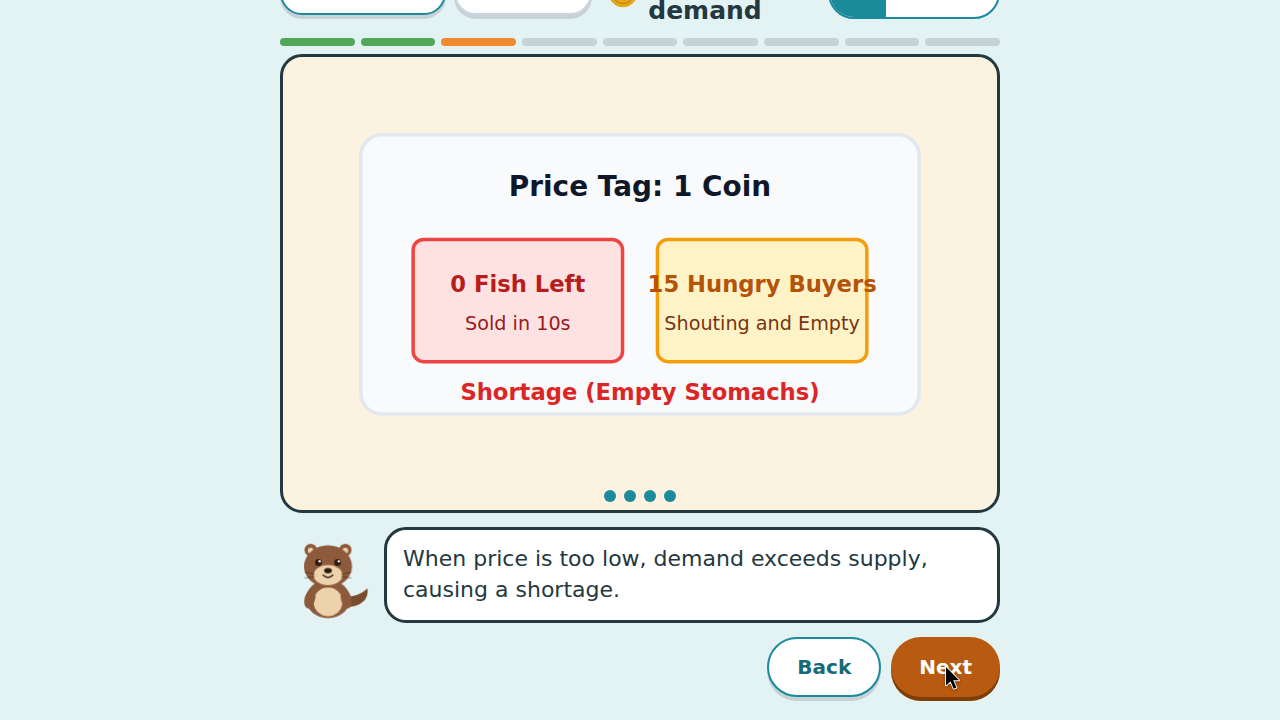 demand
Price Tag: 1 Coin
0 Fish Left
Sold in 10s
15 Hungry Buyers
Shouting and Empty
Shortage (Empty Stomachs)
When price is too low, demand exceeds supply,
causing a shortage.
Back
Next